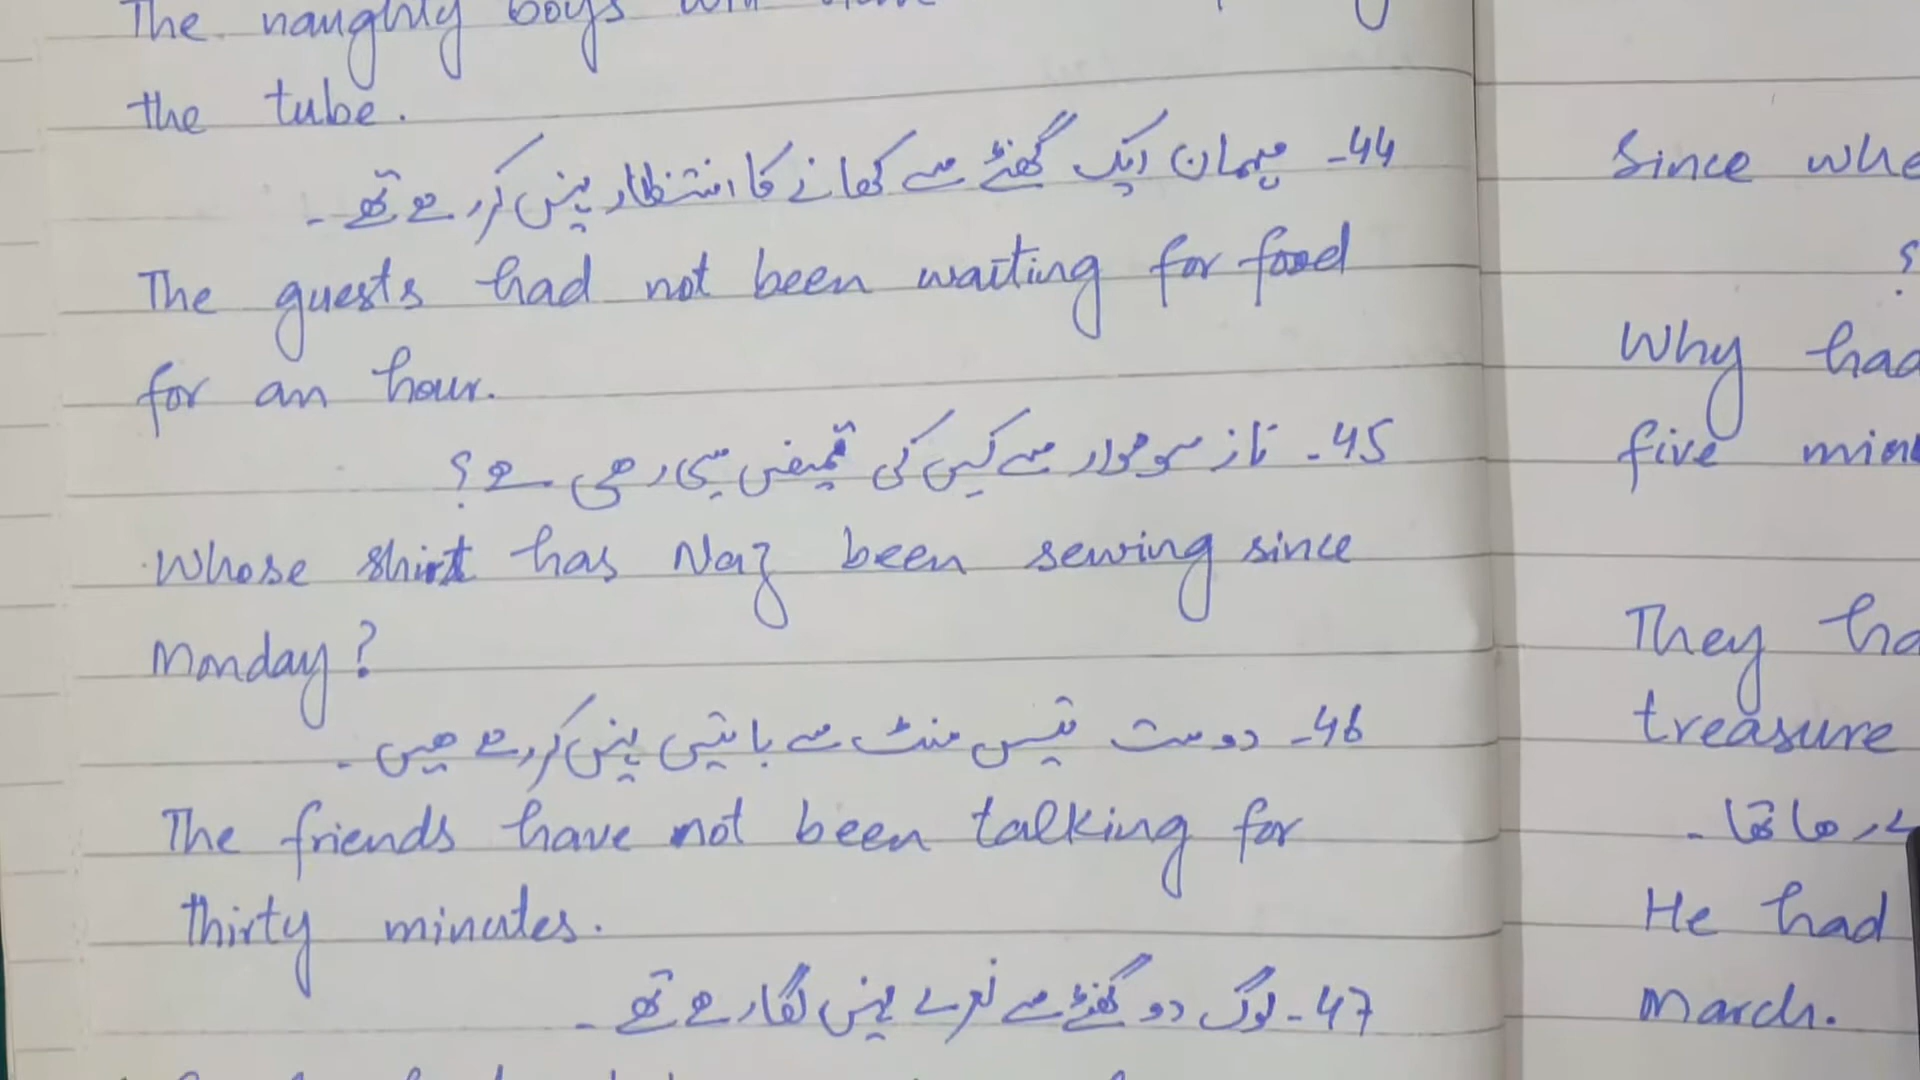 The naughty boys will have
the tube.
44- مہمان ایک گھنٹے سے کھانے کا انتظار نہیں کر رہے تھے۔
The guests had not been waiting for food
for an hour.
45- ناز سوموار سے کس کی قمیض سی رہی ہے؟
Whose shirt has Naz been sewing since
Monday?
46- دوست تیس منٹ سے باتیں نہیں کر رہے ہیں۔
The friends have not been talking for
thirty minutes.
47- لوگ دو گھنٹے سے نعرے نہیں لگا رہے تھے۔
Since
؟
Why had
five
They
treasure
رہا تھا۔
He had
March.